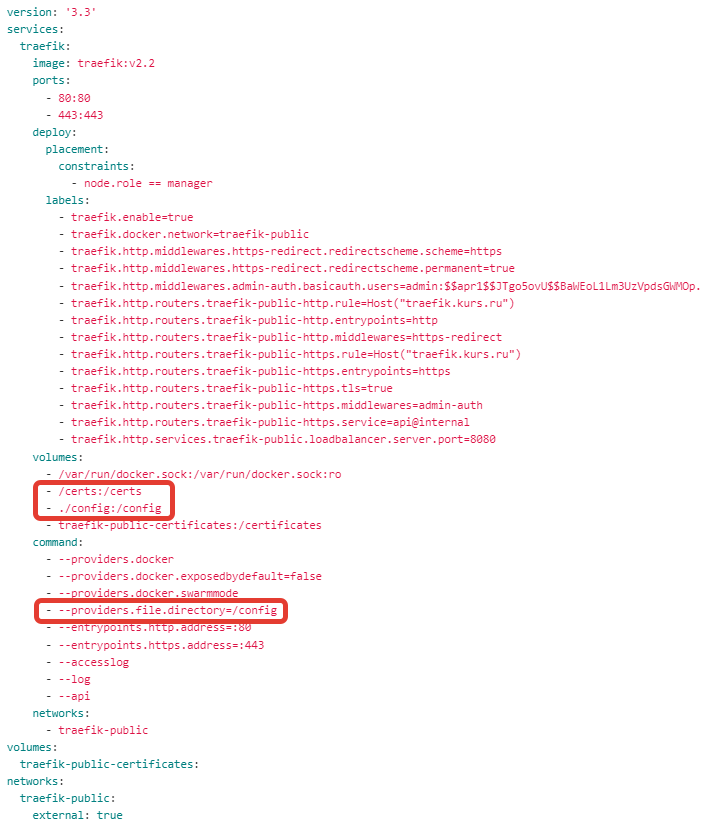 version: '3.3'
services:
  traefik:
    image: traefik:v2.2
    ports:
      - 80:80
      - 443:443
    deploy:
      placement:
        constraints:
          - node.role == manager
      labels:
        - traefik.enable=true
        - traefik.docker.network=traefik-public
        - traefik.http.middlewares.https-redirect.redirectscheme.scheme=https
        - traefik.http.middlewares.https-redirect.redirectscheme.permanent=true
        - traefik.http.middlewares.admin-auth.basicauth.users=admin:$$apr1$$JTgo5ovU$$BaWEoL1Lm3UzVpdsGWMOp.
        - traefik.http.routers.traefik-public-http.rule=Host("traefik.kurs.ru")
        - traefik.http.routers.traefik-public-http.entrypoints=http
        - traefik.http.routers.traefik-public-http.middlewares=https-redirect
        - traefik.http.routers.traefik-public-https.rule=Host("traefik.kurs.ru")
        - traefik.http.routers.traefik-public-https.entrypoints=https
        - traefik.http.routers.traefik-public-https.tls=true
        - traefik.http.routers.traefik-public-https.middlewares=admin-auth
        - traefik.http.routers.traefik-public-https.service=api@internal
        - traefik.http.services.traefik-public.loadbalancer.server.port=8080
    volumes:
      - /var/run/docker.sock:/var/run/docker.sock:ro
      - /certs:/certs
      - ./config:/config
      - traefik-public-certificates:/certificates
    command:
      - --providers.docker
      - --providers.docker.exposedbydefault=false
      - --providers.docker.swarmmode
      - --providers.file.directory=/config
      - --entrypoints.http.address=:80
      - --entrypoints.https.address=:443
      - --accesslog
      - --log
      - --api
    networks:
      - traefik-public
volumes:
  traefik-public-certificates:
networks:
  traefik-public:
    external: true